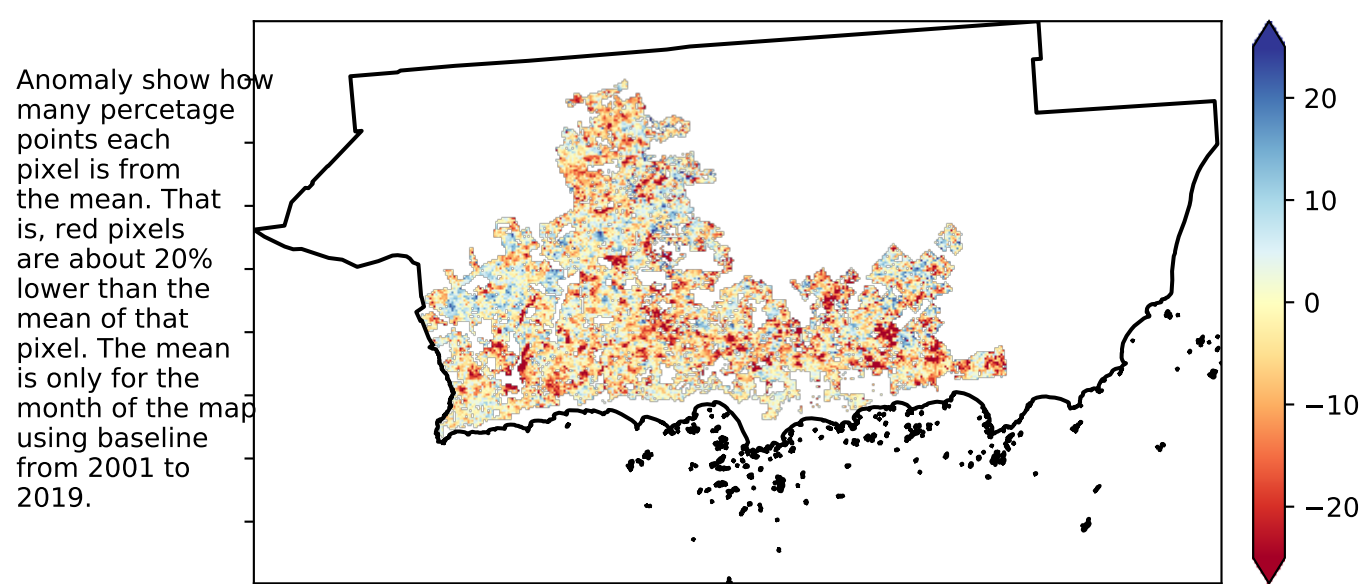 Anomaly show how
many percetage
points each
pixel is from
the mean. That
is, red pixels
are about 20%
lower than the
mean of that
pixel. The mean
is only for the
month of the map
using baseline
from 2001 to
2019.
20
10
0
−10
−20